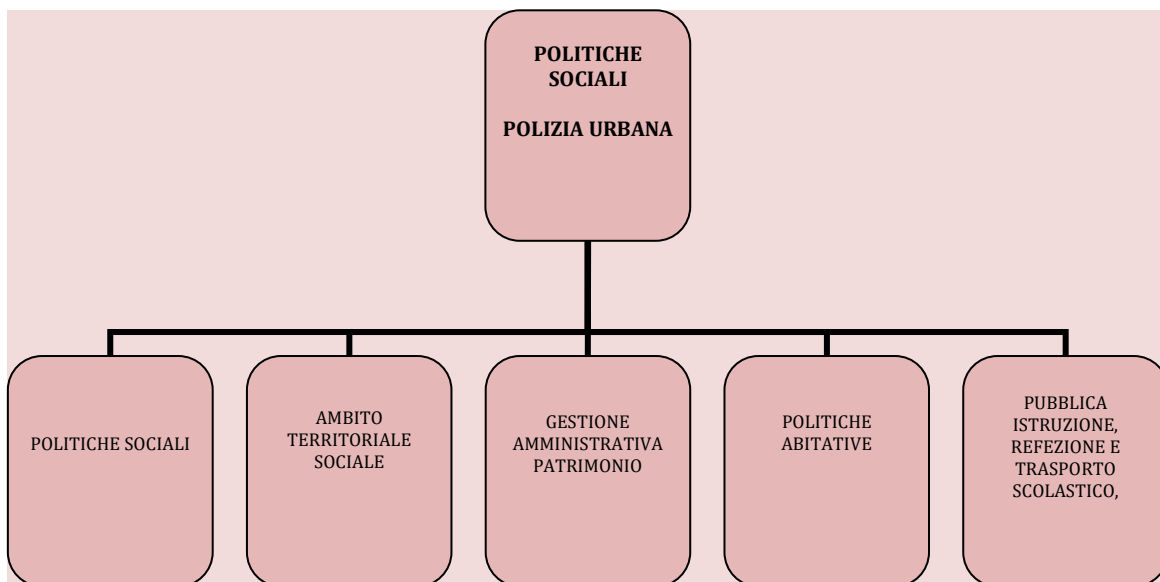 POLITICHE
SOCIALI
POLIZIA URBANA
POLITICHE SOCIALI
AMBITO
TERRITORIALE
SOCIALE
GESTIONE
AMMINISTRATIVA
PATRIMONIO
POLITICHE
ABITATIVE
PUBBLICA
ISTRUZIONE,
REFEZIONE E
TRASPORTO
SCOLASTICO,